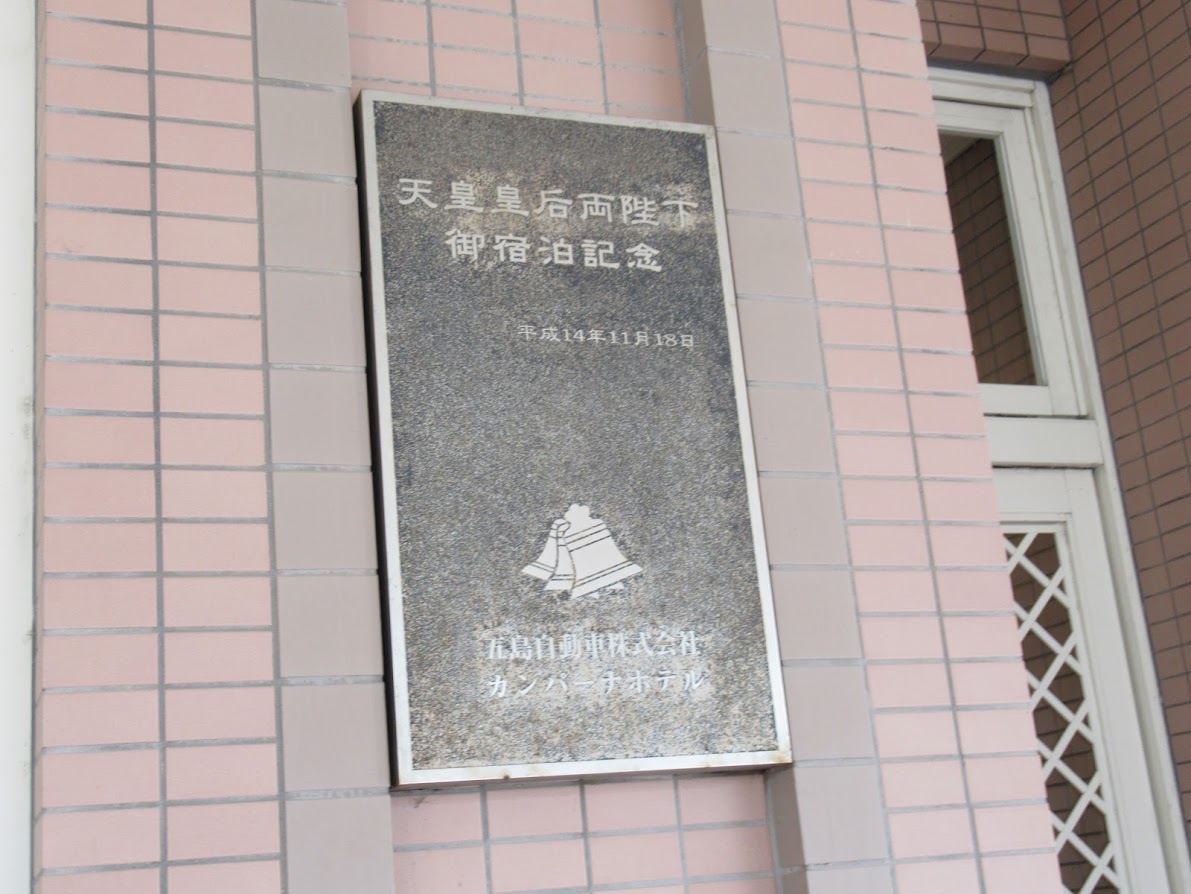 天皇皇后両陛下
御宿泊記念
平成14年11月18日
五島自動車株式会社
カンパーナホテル